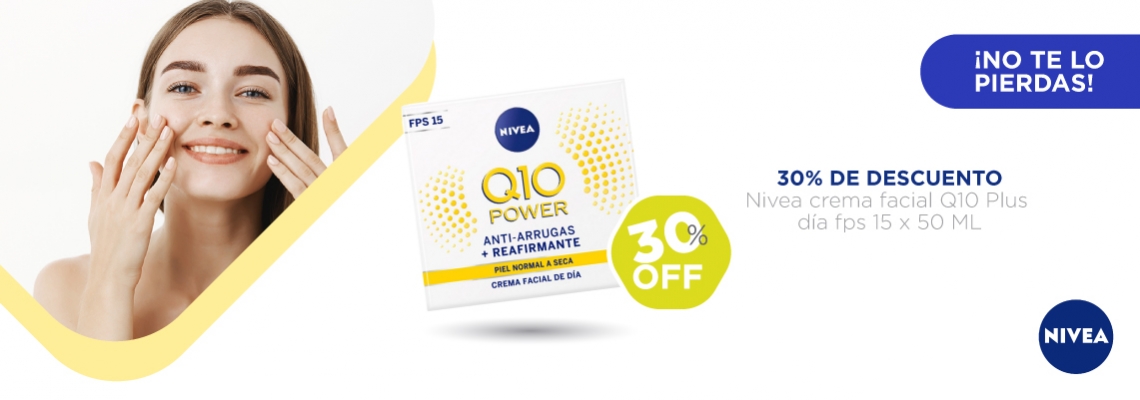 FPS 15
NIVEA
Q10
POWER
ANTI-ARRUGAS
+ REAFIRMANTE
PIEL NORMAL A SECA
CREMA FACIAL DE DÍA
30%
OFF
¡NO TE LO
PIERDAS!
30% DE DESCUENTO
Nivea crema facial Q10 Plus
día fps 15 x 50 ML
NIVEA